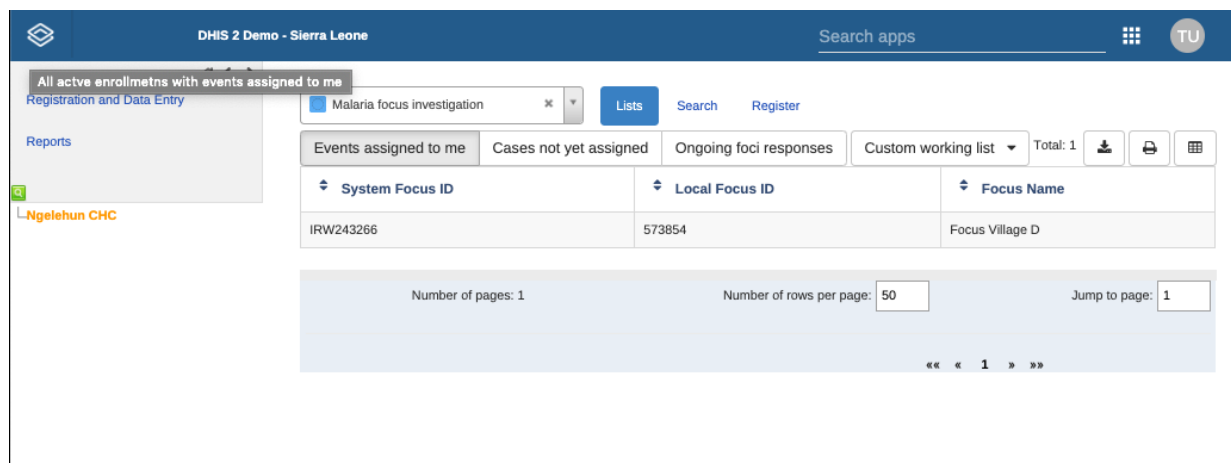 DHIS 2 Demo - Sierra Leone
Search apps
TU
All actve enrollmetns with events assigned to me
Registration and Data Entry
Reports
Ngelehun CHC
Malaria focus investigation
Lists
Search
Register
Events assigned to me
Cases not yet assigned
Ongoing foci responses
Custom working list
Total: 1
System Focus ID
Local Focus ID
Focus Name
IRW243266
573854
Focus Village D
Number of pages: 1
Number of rows per page: 50
Jump to page: 1
«« « 1 » »»